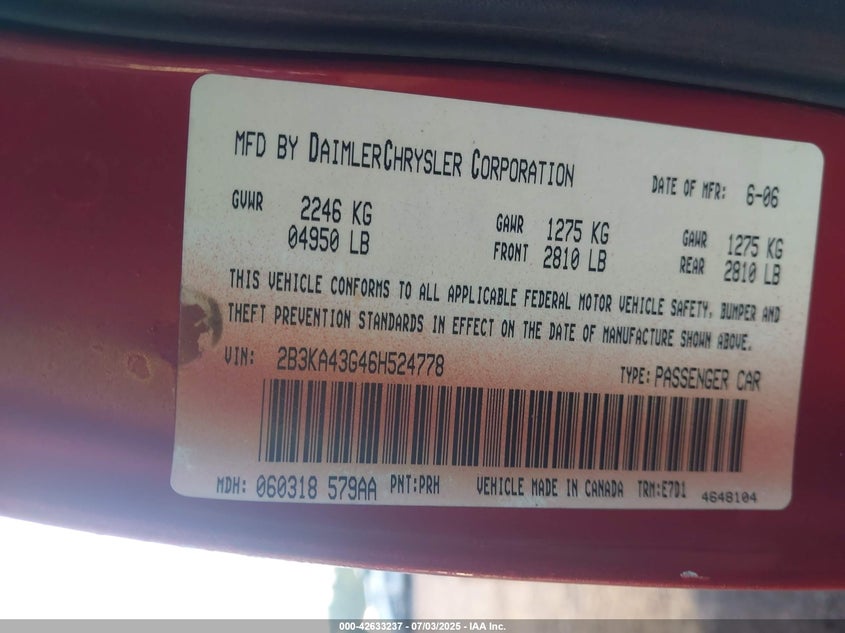 MFD BY DAIMLERCHRYSLER CORPORATION
DATE OF MFR: 6-06
GVWR 2246 KG
04950 LB
GAWR 1275 KG
FRONT 2810 LB
GAWR 1275 KG
REAR 2810 LB
THIS VEHICLE CONFORMS TO ALL APPLICABLE FEDERAL MOTOR VEHICLE SAFETY, BUMPER AND
THEFT PREVENTION STANDARDS IN EFFECT ON THE DATE OF MANUFACTURE SHOWN ABOVE.
VIN: 2B3KA43G46H524778
TYPE: PASSENGER CAR
MDH: 060318 579AA PNT:PRH VEHICLE MADE IN CANADA TRM:E7D1 4648104
000-42633237 - 07/03/2025 - IAA Inc.